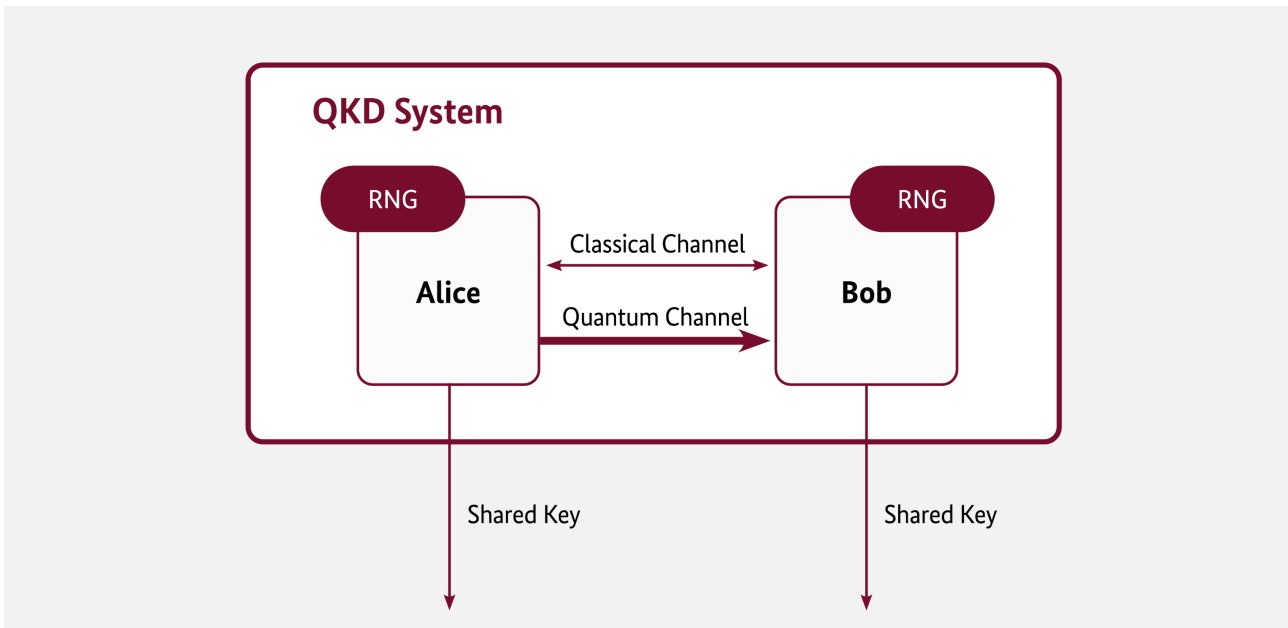 QKD System
RNG
RNG
Classical Channel
Alice
Bob
Quantum Channel
Shared Key
Shared Key